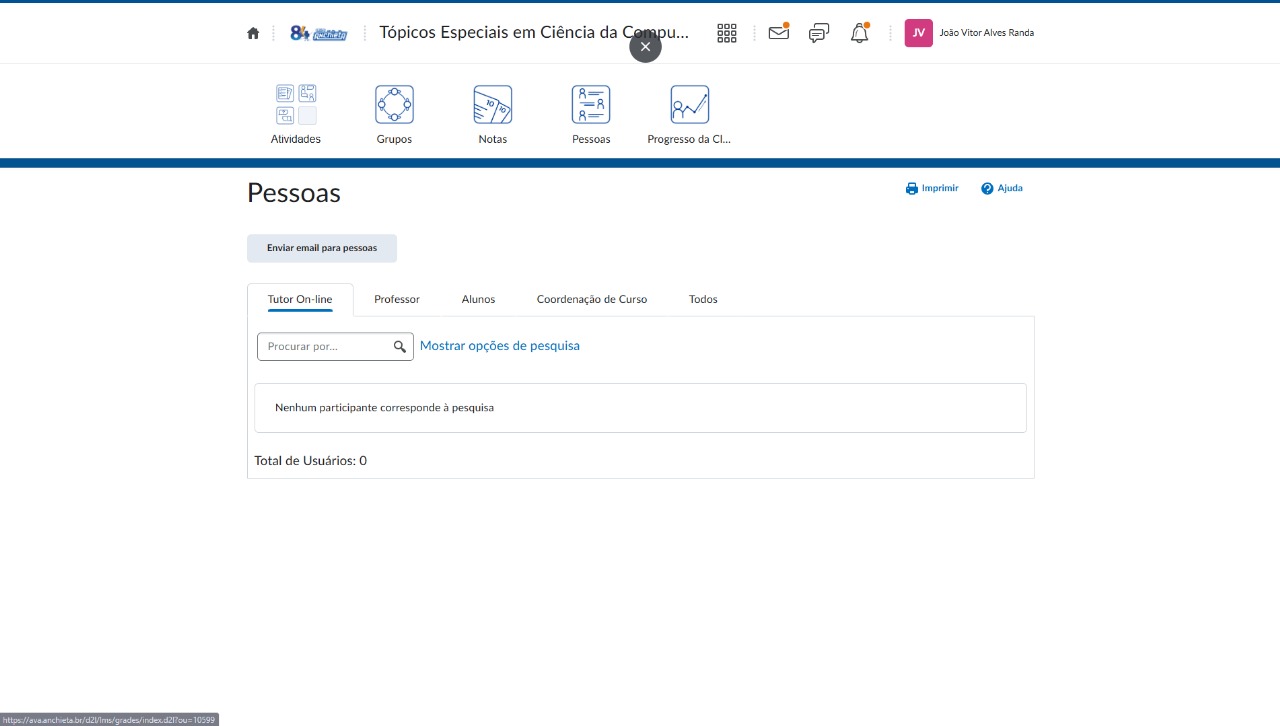 84
Anchieta
Tópicos Especiais em Ciência da Compu...
JV
João Vitor Alves Randa
Atividades
Grupos
10 10
Notas
Pessoas
Progresso da Cl...
Pessoas
Imprimir
Ajuda
Enviar email para pessoas
Tutor On-line
Professor
Alunos
Coordenação de Curso
Todos
Procurar por...
Mostrar opções de pesquisa
Nenhum participante corresponde à pesquisa
Total de Usuários: 0
https://ava.anchieta.br/d2l/lms/grades/index.d2l?ou=10599